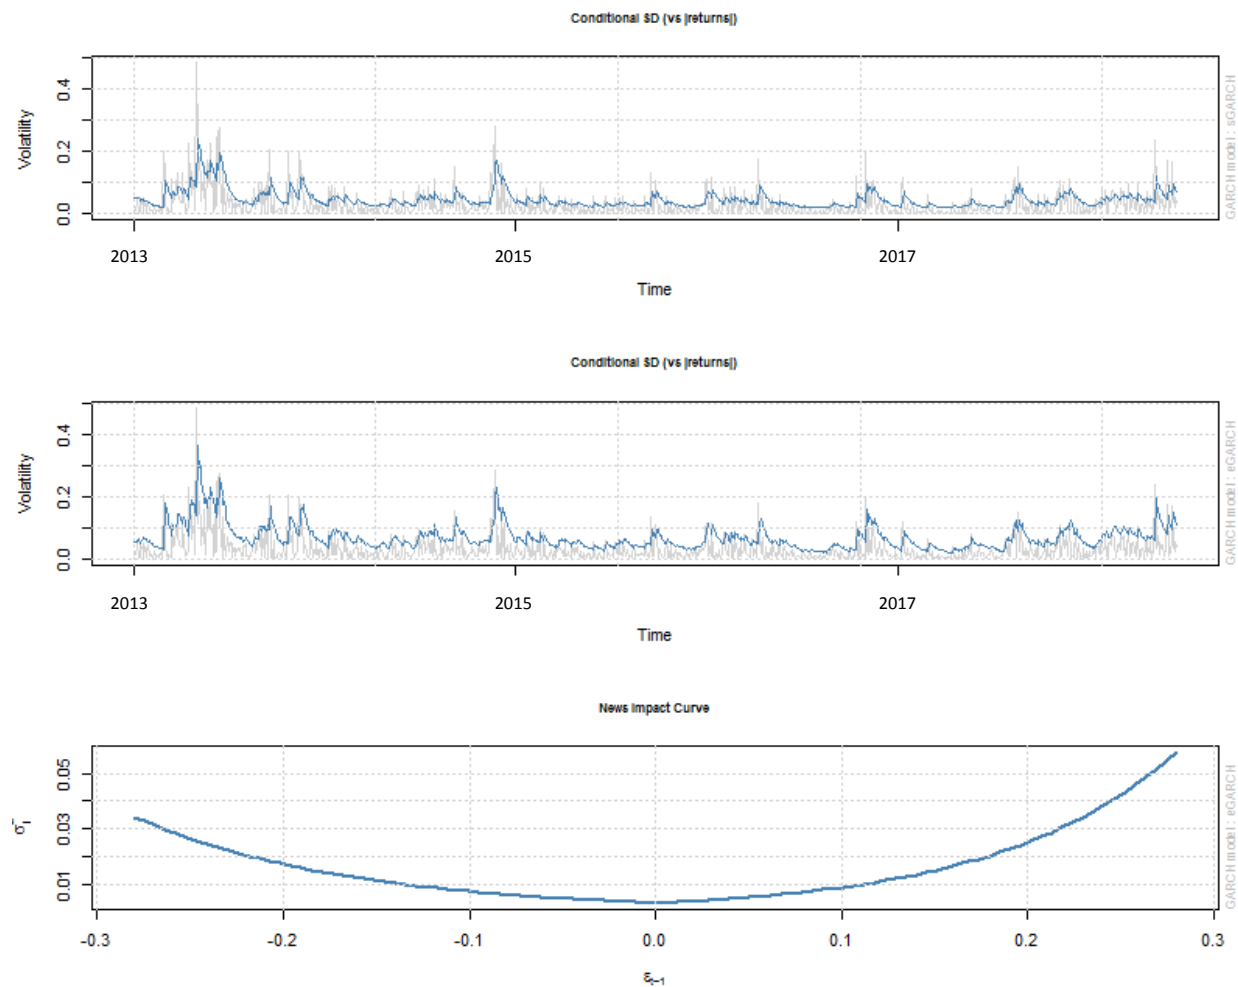 Conditional SD (vs |returns|)
Volatility
0.0
0.2
0.4
GARCH model : sGARCH
2013
2015
2017
Time
Conditional SD (vs |returns|)
Volatility
0.0
0.2
0.4
GARCH model : eGARCH
2013
2015
2017
Time
News Impact Curve
0.01
0.03
0.05
GARCH model : eGARCH
-0.3
-0.2
-0.1
0.0
0.1
0.2
0.3
εt−1